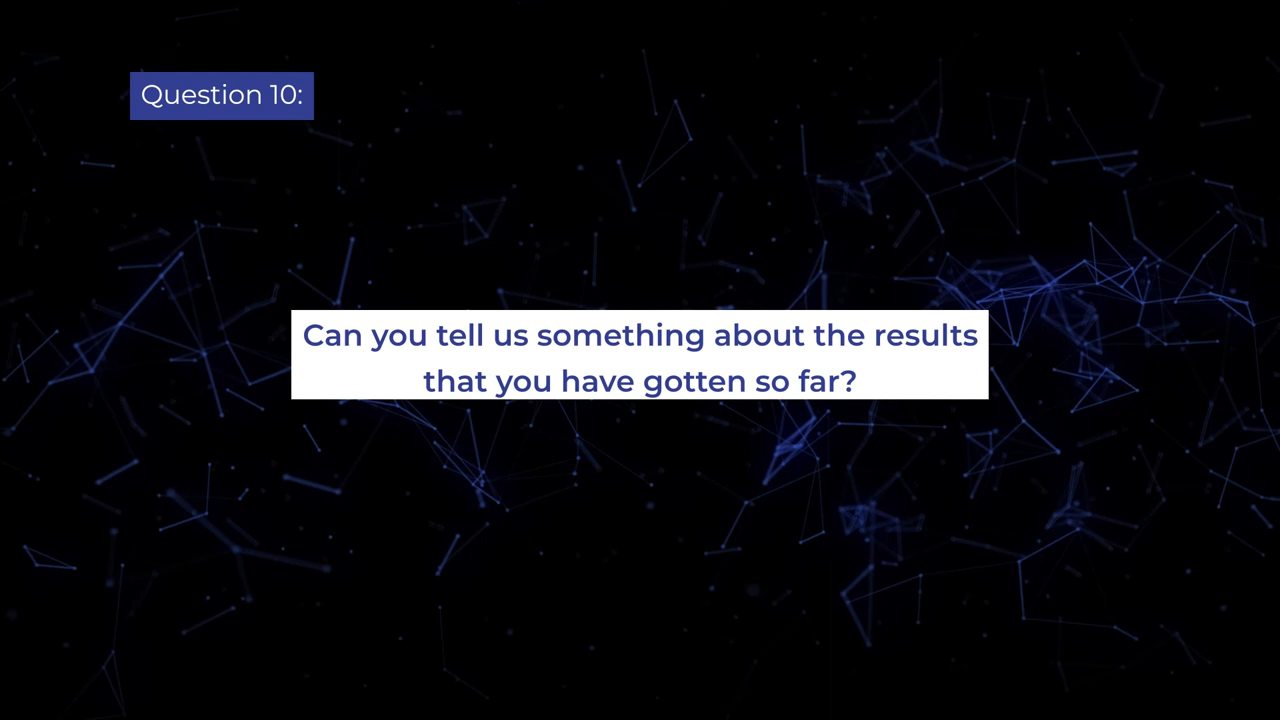 Question 10:
Can you tell us something about the results
that you have gotten so far?